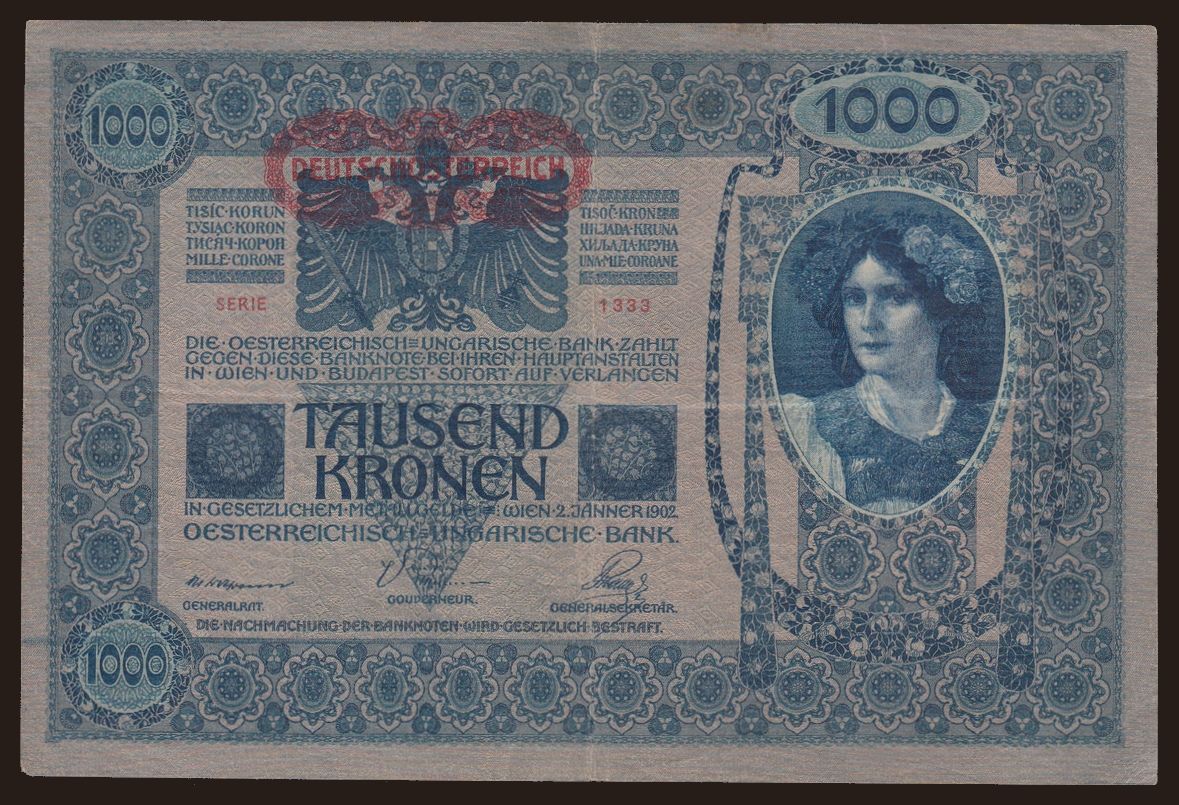 1000
1000
DEUTSCHÖSTERREICH
TISÍC·KORUN
TYSIĄC·KORON
ТИСЯЧ·КОРОН
MILLE·CORONE
TISOČ·KRON
HILJADA·KRUNA
ХИЉАДА·КРУНА
UNA·MIE·COROANE
SERIE 1333
DIE·OESTERREICHISCH=UNGARISCHE·BANK·ZAHLT
GEGEN·DIESE·BANKNOTE·BEI·IHREN·HAUPTANSTALTEN
IN·WIEN·UND·BUDAPEST·SOFORT·AUF·VERLANGEN
TAUSEND
KRONEN
IN·GESETZLICHEM·METALLGELDE=WIEN·2.JÄNNER 1902.
OESTERREICHISCH=UNGARISCHE·BANK.
GENERALRAT. GOUVERNEUR. GENERALSEKRETÄR.
DIE·NACHMACHUNG·DER·BANKNOTEN·WIRD·GESETZLICH·BESTRAFT.
1000